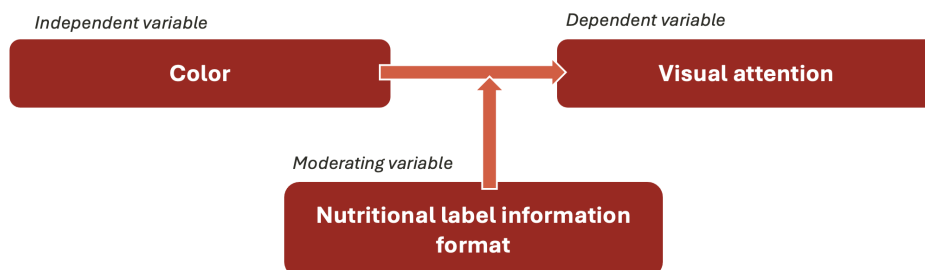 Independent variable
Dependent variable
Color
Visual attention
Moderating variable
Nutritional label information
format